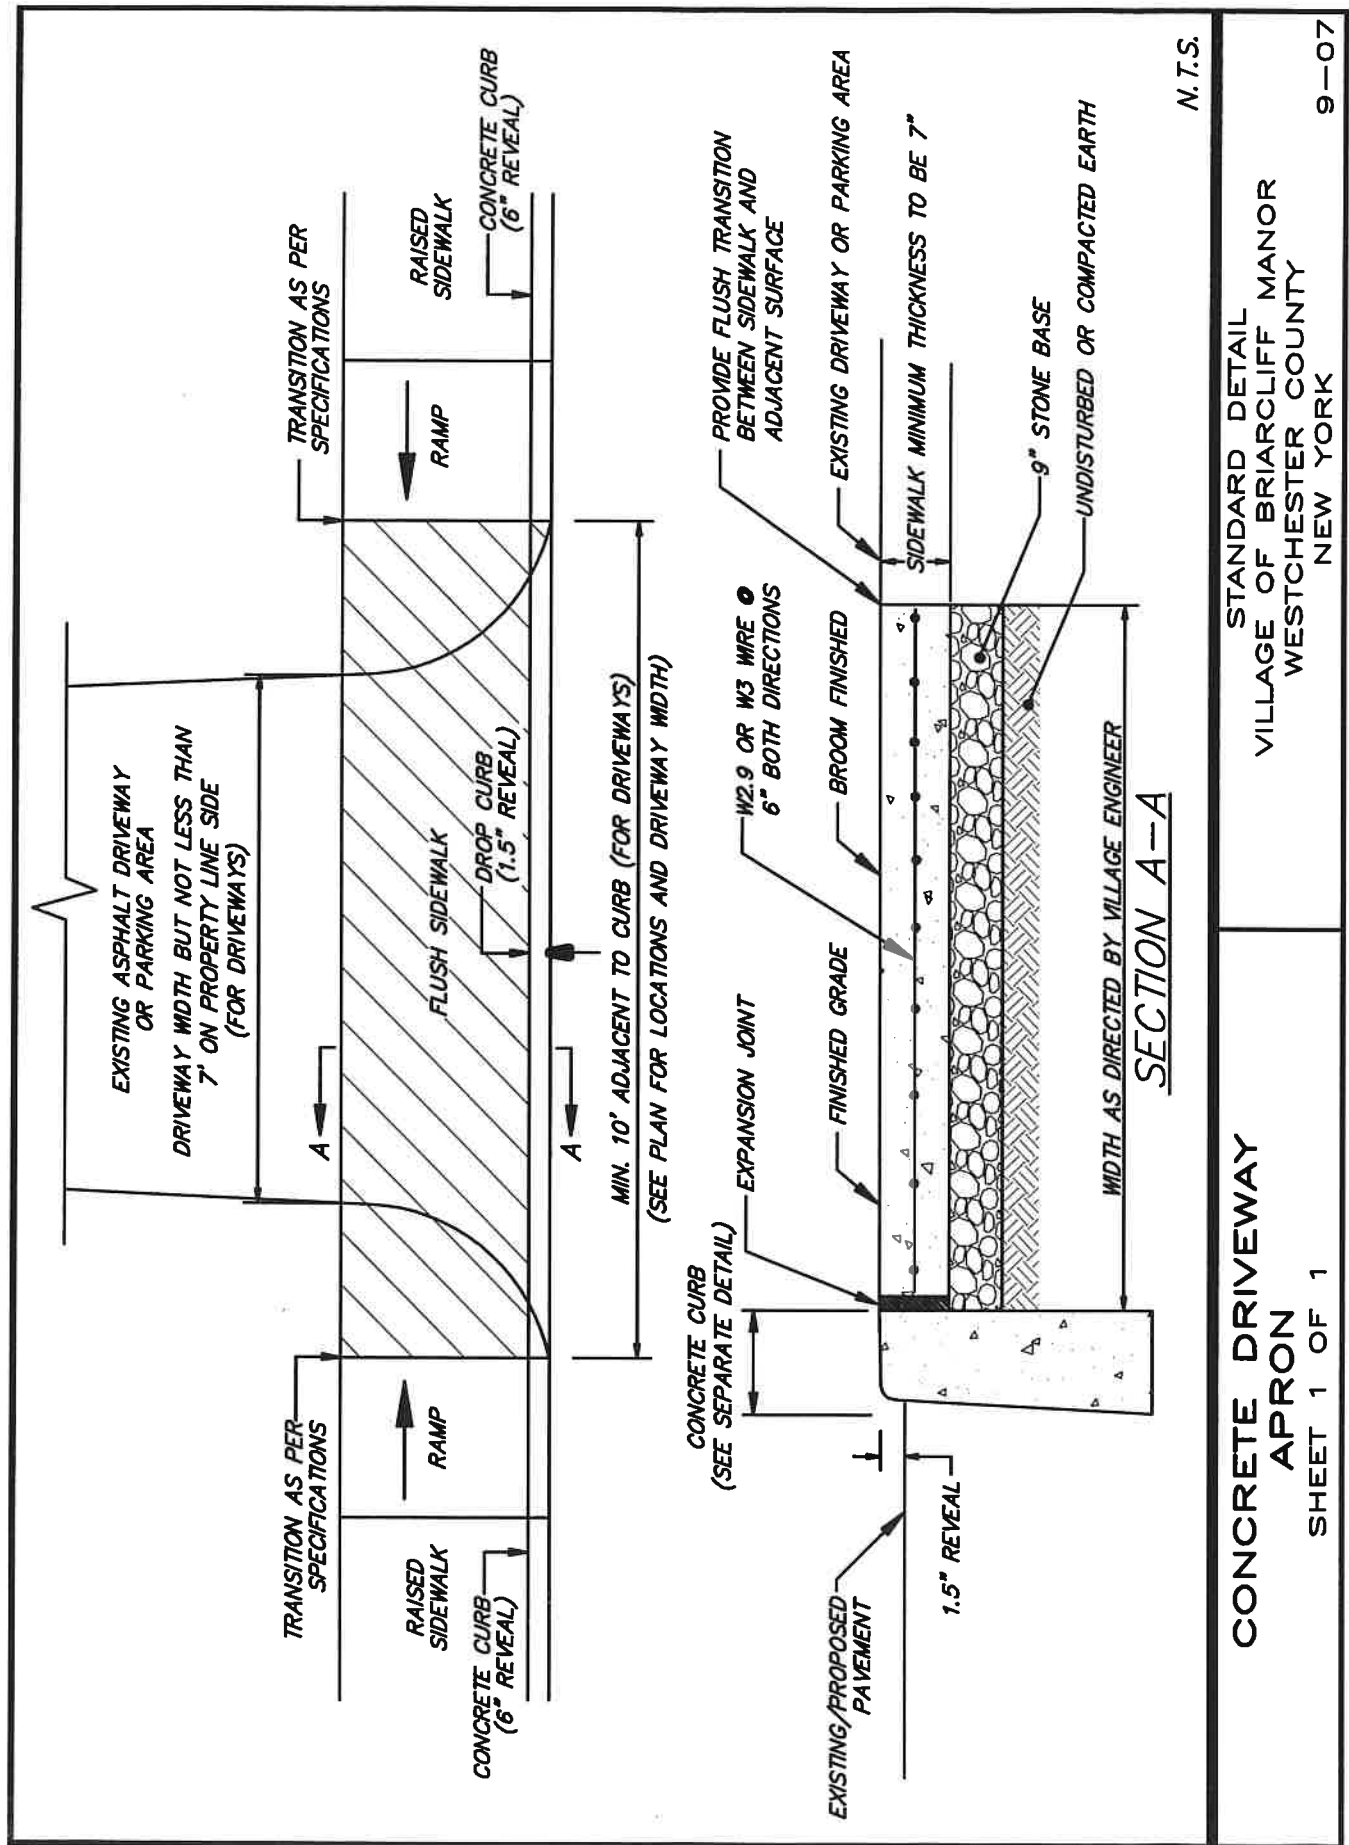 EXISTING ASPHALT DRIVEWAY
OR PARKING AREA
DRIVEWAY WIDTH BUT NOT LESS THAN
7' ON PROPERTY LINE SIDE
(FOR DRIVEWAYS)
TRANSITION AS PER
SPECIFICATIONS
TRANSITION AS PER
SPECIFICATIONS
A
RAISED
SIDEWALK
RAMP
FLUSH SIDEWALK
RAMP
RAISED
SIDEWALK
CONCRETE CURB
(6" REVEAL)
DROP CURB
(1.5" REVEAL)
CONCRETE CURB
(6" REVEAL)
A
MIN. 10' ADJACENT TO CURB (FOR DRIVEWAYS)
(SEE PLAN FOR LOCATIONS AND DRIVEWAY WIDTH)
CONCRETE CURB
(SEE SEPARATE DETAIL)
EXPANSION JOINT
W2.9 OR W3 WIRE @
6" BOTH DIRECTIONS
PROVIDE FLUSH TRANSITION
BETWEEN SIDEWALK AND
ADJACENT SURFACE
FINISHED GRADE
BROOM FINISHED
EXISTING DRIVEWAY OR PARKING AREA
EXISTING/PROPOSED
PAVEMENT
1.5" REVEAL
SIDEWALK MINIMUM THICKNESS TO BE 7"
9" STONE BASE
UNDISTURBED OR COMPACTED EARTH
WIDTH AS DIRECTED BY VILLAGE ENGINEER
SECTION A-A
N.T.S.
CONCRETE DRIVEWAY
APRON
SHEET 1 OF 1
STANDARD DETAIL
VILLAGE OF BRIARCLIFF MANOR
WESTCHESTER COUNTY
NEW YORK
9-07